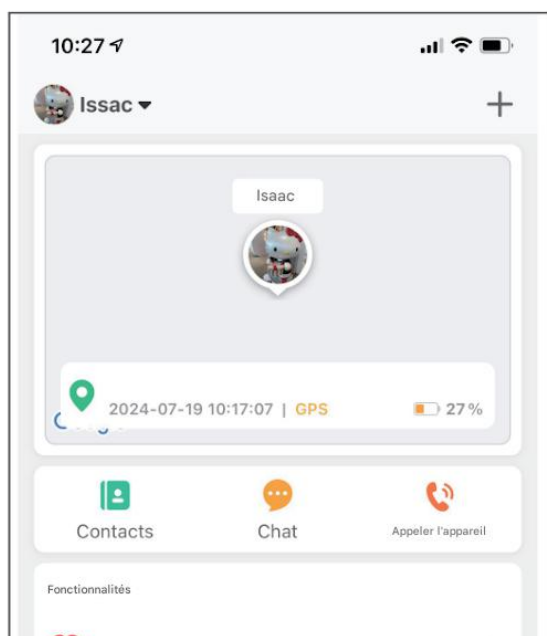 10:27
Issac
Isaac
2024-07-19 10:17:07 | GPS
27%
Contacts
Chat
Appeler l'appareil
Fonctionnalités